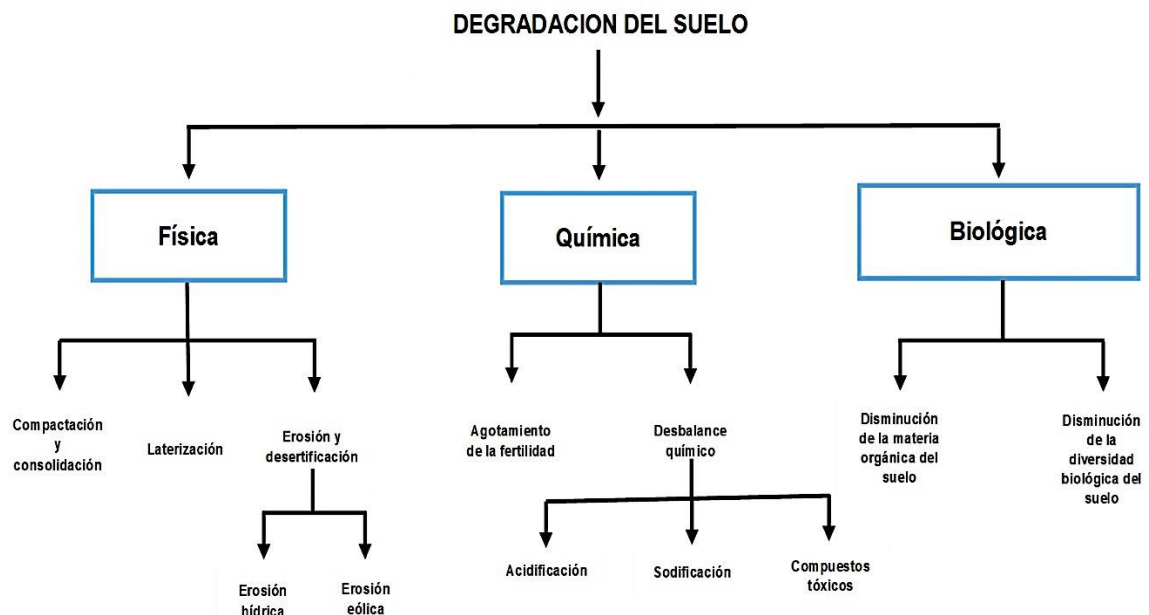 DEGRADACION DEL SUELO
Física
Química
Biológica
Compactación
y
consolidación
Laterización
Erosión y
desertificación
Agotamiento
de la fertilidad
Desbalance
químico
Disminución
de la materia
orgánica del
suelo
Disminución
de la
diversidad
biológica del
suelo
Erosión
hídrica
Erosión
eólica
Acidificación
Sodificación
Compuestos
tóxicos